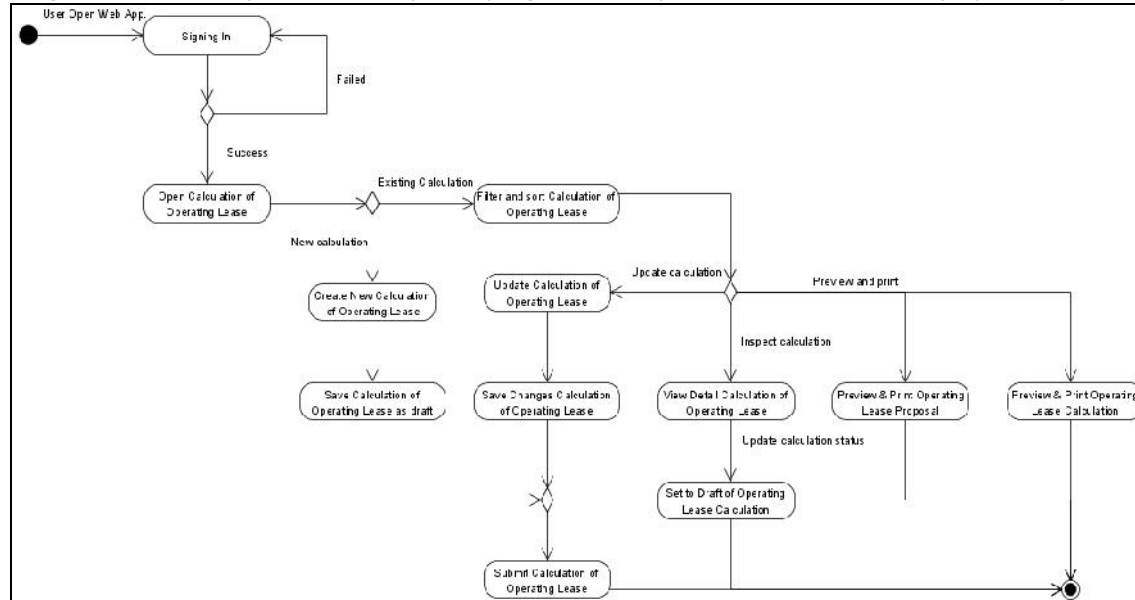 User Open Web App.
Signing In
Failed
Success
Existing Calculation
Open Calculation of
Operating Lease
Filter and sort Calculation of
Operating Lease
New calculation
Update calculation
Preview and print
Create New Calculation
of Operating Lease
Update Calculation of
Operating Lease
Inspect calculation
Save Calculation of
Operating Lease as draft
Save Changes Calculation
of Operating Lease
View Detail Calculation of
Operating Lease
Preview & Print Operating
Lease Proposal
Preview & Print Operating
Lease Calculation
Update calculation status
Set to Draft of Operating
Lease Calculation
Submit Calculation of
Operating Lease